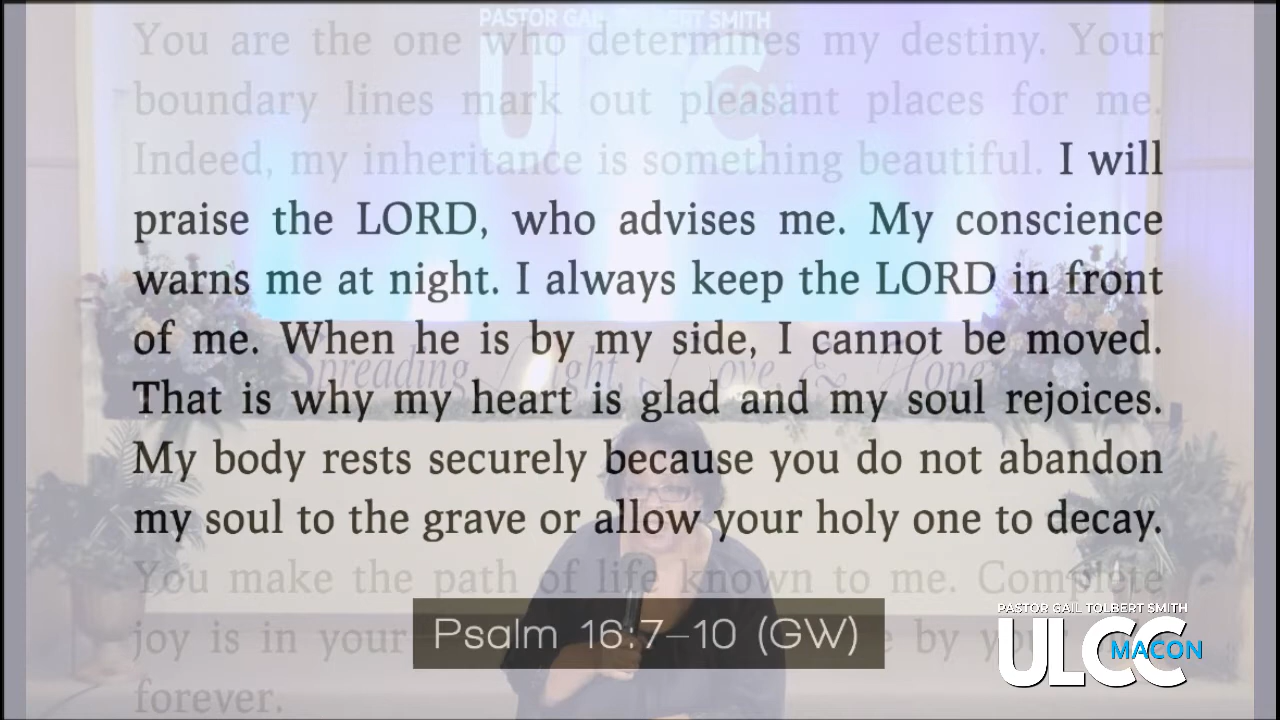 PASTOR GAIL TOLBERT SMITH
You are the one who determines my destiny. Your
boundary lines mark out pleasant places for me.
Indeed, my inheritance is something beautiful. I will
praise the LORD, who advises me. My conscience
warns me at night. I always keep the LORD in front
of me. When he is by my side, I cannot be moved.
Spreading Light, Love, & Hope
That is why my heart is glad and my soul rejoices.
My body rests securely because you do not abandon
my soul to the grave or allow your holy one to decay.
You make the path of life known to me. Complete
joy is in your by
forever.
Psalm 16:7–10 (GW)
PASTOR GAIL TOLBERT SMITH
ULCC
MACON